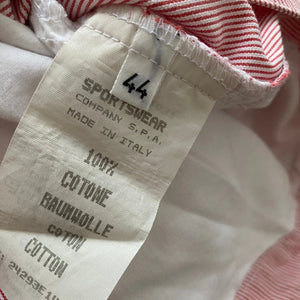 44
SPORTSWEAR
COMPANY S.P.A.
MADE IN ITALY
100%
COTONE
BAUMWOLLE
COTON
COTTON